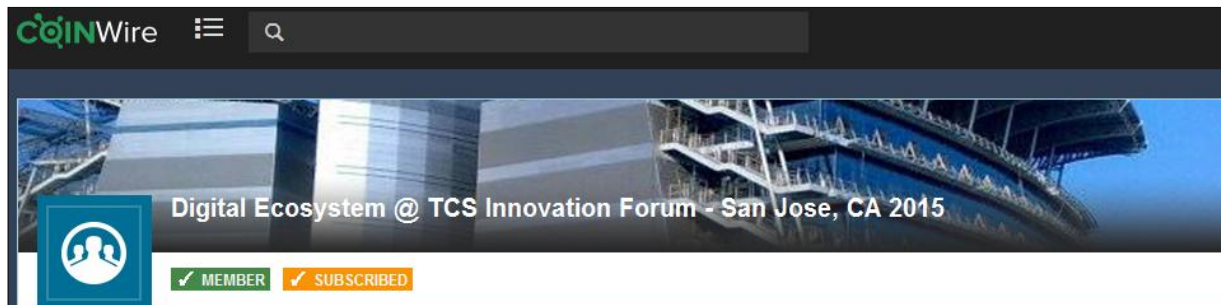 COINWire
Digital Ecosystem @ TCS Innovation Forum - San Jose, CA 2015
✓ MEMBER ✓ SUBSCRIBED